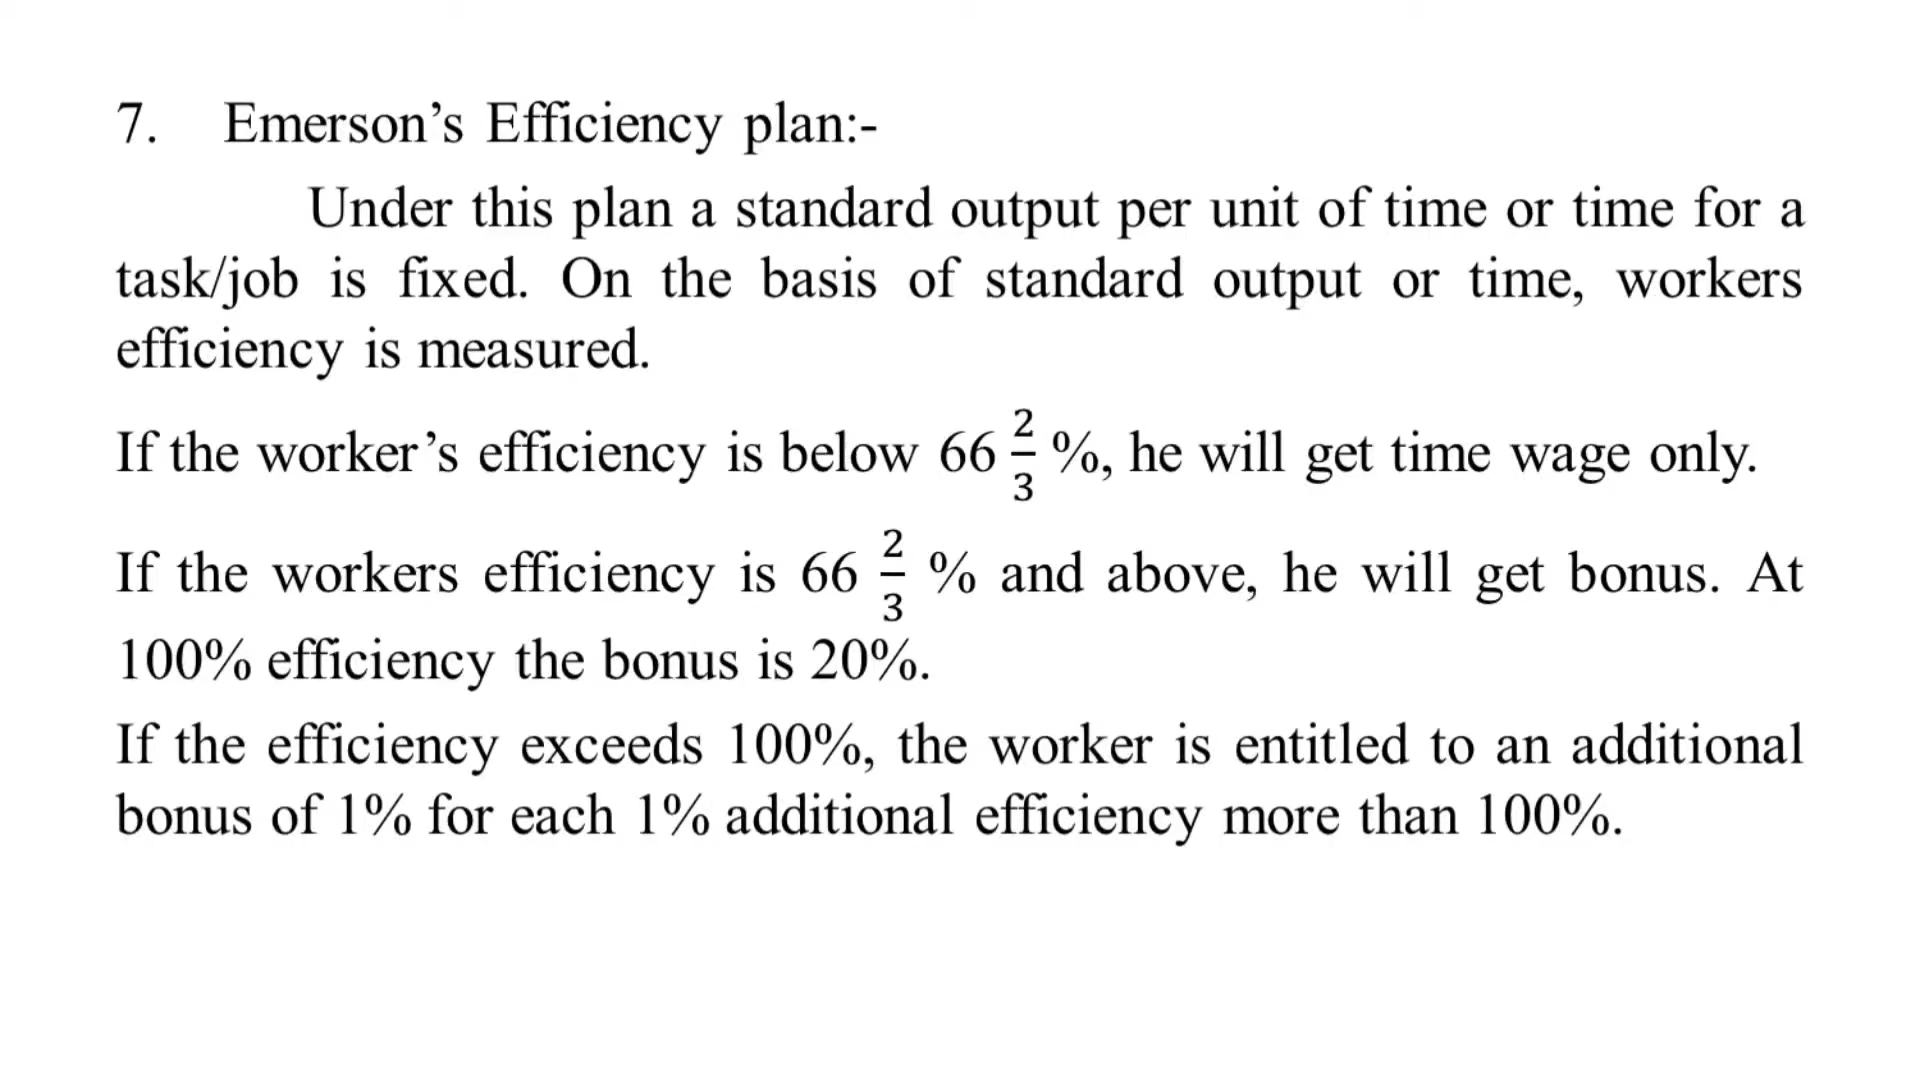 7. Emerson’s Efficiency plan:-
Under this plan a standard output per unit of time or time for a
task/job is fixed. On the basis of standard output or time, workers
efficiency is measured.
If the worker’s efficiency is below 66 2/3 %, he will get time wage only.
If the workers efficiency is 66 2/3 % and above, he will get bonus. At
100% efficiency the bonus is 20%.
If the efficiency exceeds 100%, the worker is entitled to an additional
bonus of 1% for each 1% additional efficiency more than 100%.